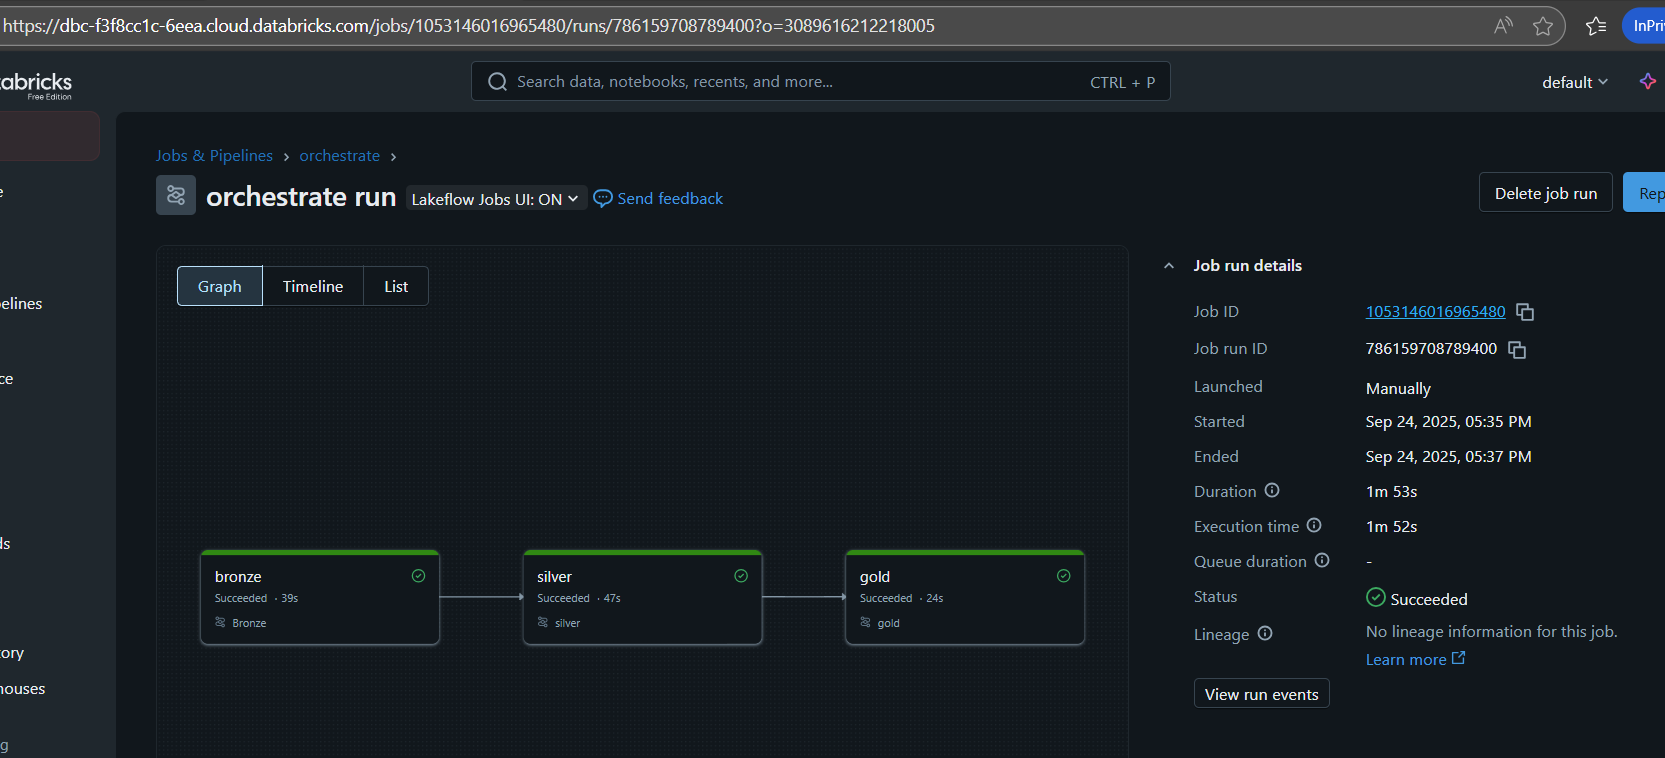 https://dbc-f3f8cc1c-6eea.cloud.databricks.com/jobs/1053146016965480/runs/786159708789400?o=3089616212218005
InPri
abricks
Free Edition
Search data, notebooks, recents, and more...
CTRL + P
default
e
elines
ce
ds
ory
houses
g
Jobs & Pipelines › orchestrate ›
orchestrate run
Lakeflow Jobs UI: ON
Send feedback
Delete job run
Rep
Graph
Timeline
List
bronze
Succeeded · 39s
Bronze
silver
Succeeded · 47s
silver
gold
Succeeded · 24s
gold
Job run details
Job ID 1053146016965480
Job run ID 786159708789400
Launched Manually
Started Sep 24, 2025, 05:35 PM
Ended Sep 24, 2025, 05:37 PM
Duration 1m 53s
Execution time 1m 52s
Queue duration -
Status Succeeded
Lineage No lineage information for this job.
Learn more
View run events